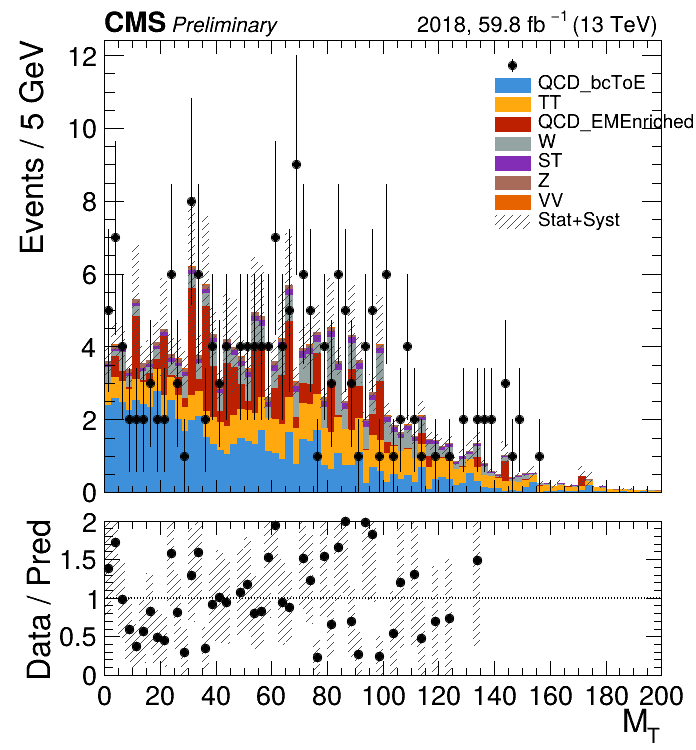 CMS Preliminary 2018, 59.8 fb⁻¹ (13 TeV)
Events / 5 GeV
12
10
8
6
4
2
0
QCD_bcToE
TT
QCD_EMEnriched
W
ST
Z
VV
Stat+Syst
Data / Pred
2
1.5
1
0.5
0
0 20 40 60 80 100 120 140 160 180 200
M_T